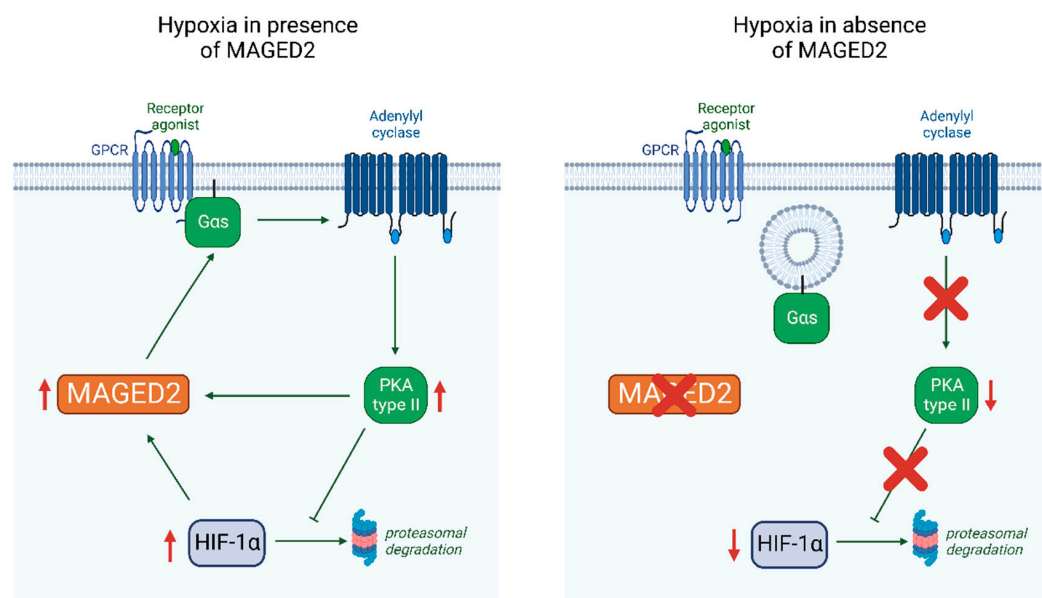 Hypoxia in presence
of MAGED2
Receptor
agonist
GPCR
Adenylyl
cyclase
Gαs
MAGED2
PKA
type II
HIF-1α
proteasomal
degradation
Hypoxia in absence
of MAGED2
Receptor
agonist
GPCR
Adenylyl
cyclase
Gαs
MAGED2
PKA
type II
HIF-1α
proteasomal
degradation